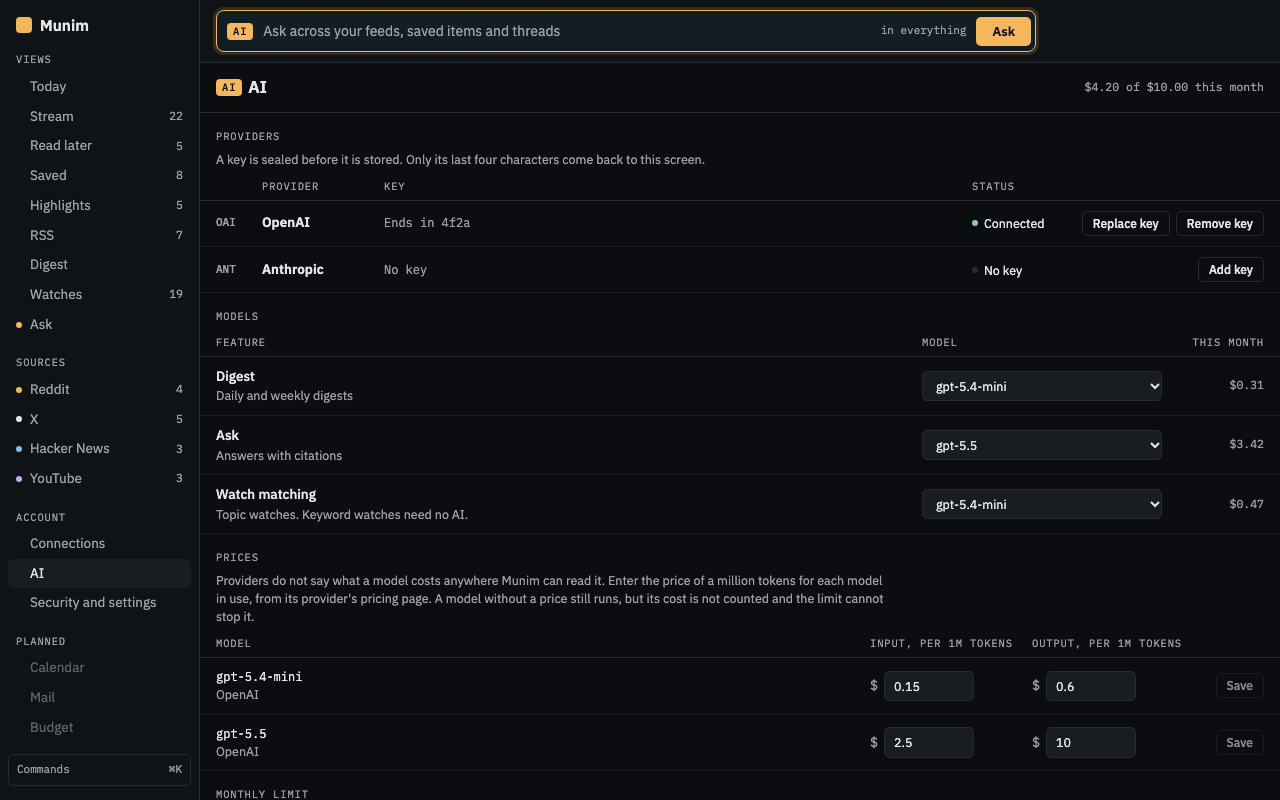 Munim
AI Ask across your feeds, saved items and threads in everything Ask
VIEWS
Today
Stream 22
Read later 5
Saved 8
Highlights 5
RSS 7
Digest
Watches 19
Ask
SOURCES
Reddit 4
X 5
Hacker News 3
YouTube 3
ACCOUNT
Connections
AI
Security and settings
PLANNED
Calendar
Mail
Budget
Commands ⌘K
AI AI $4.20 of $10.00 this month
PROVIDERS
A key is sealed before it is stored. Only its last four characters come back to this screen.
PROVIDER KEY STATUS
OAI OpenAI Ends in 4f2a Connected Replace key Remove key
ANT Anthropic No key No key Add key
MODELS
FEATURE MODEL THIS MONTH
Digest
Daily and weekly digests
gpt-5.4-mini $0.31
Ask
Answers with citations
gpt-5.5 $3.42
Watch matching
Topic watches. Keyword watches need no AI.
gpt-5.4-mini $0.47
PRICES
Providers do not say what a model costs anywhere Munim can read it. Enter the price of a million tokens for each model
in use, from its provider's pricing page. A model without a price still runs, but its cost is not counted and the limit cannot
stop it.
MODEL INPUT, PER 1M TOKENS OUTPUT, PER 1M TOKENS
gpt-5.4-mini
OpenAI
$ 0.15 $ 0.6 Save
gpt-5.5
OpenAI
$ 2.5 $ 10 Save
MONTHLY LIMIT